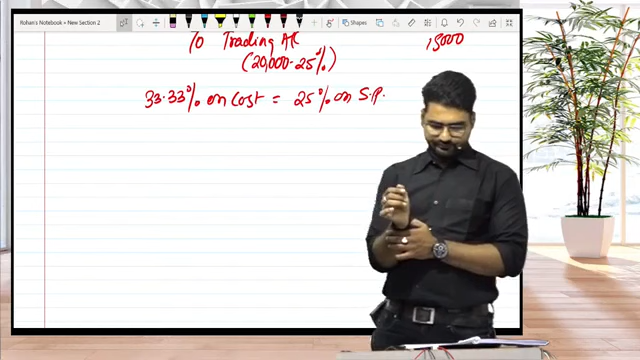 Rohan's Notebook • New Section 2
Shapes
To Trading A/c 15000
(20,000-25%)
33.33% on Cost = 25% on S.P.